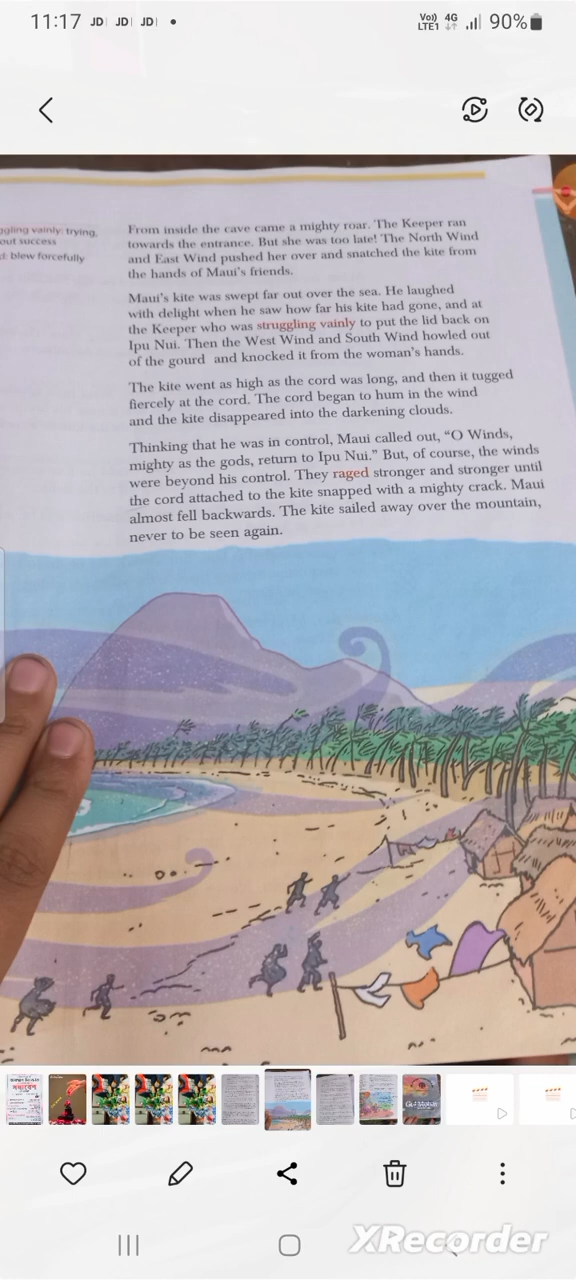 11:17 JD JD JD
Vo)) 4G
LTE1 90%
ggling vainly: trying,
out success
d: blew forcefully
From inside the cave came a mighty roar. The Keeper ran
towards the entrance. But she was too late! The North Wind
and East Wind pushed her over and snatched the kite from
the hands of Maui's friends.
Maui's kite was swept far out over the sea. He laughed
with delight when he saw how far his kite had gone, and at
the Keeper who was struggling vainly to put the lid back on
Ipu Nui. Then the West Wind and South Wind howled out
of the gourd and knocked it from the woman's hands.
The kite went as high as the cord was long, and then it tugged
fiercely at the cord. The cord began to hum in the wind
and the kite disappeared into the darkening clouds.
Thinking that he was in control, Maui called out, “O Winds,
mighty as the gods, return to Ipu Nui.” But, of course, the winds
were beyond his control. They raged stronger and stronger until
the cord attached to the kite snapped with a mighty crack. Maui
almost fell backwards. The kite sailed away over the mountain,
never to be seen again.
XRecorder